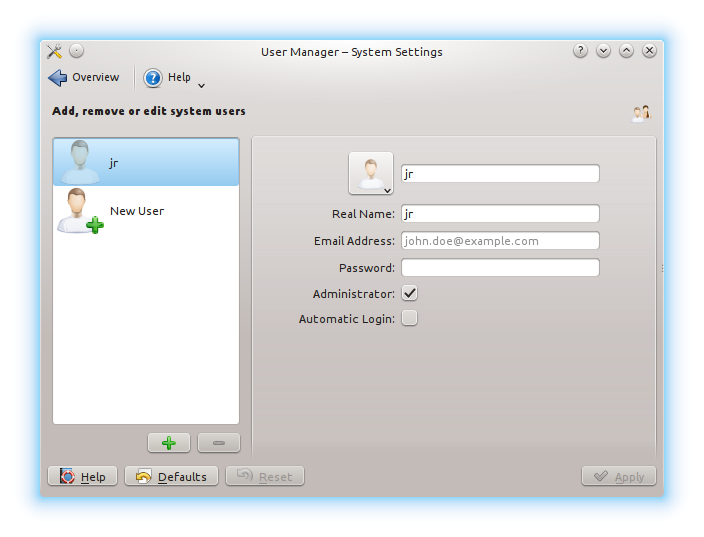 User Manager – System Settings
Overview Help
Add, remove or edit system users
jr
New User
jr
Real Name: jr
Email Address: john.doe@example.com
Password:
Administrator:
Automatic Login:
Help Defaults Reset Apply